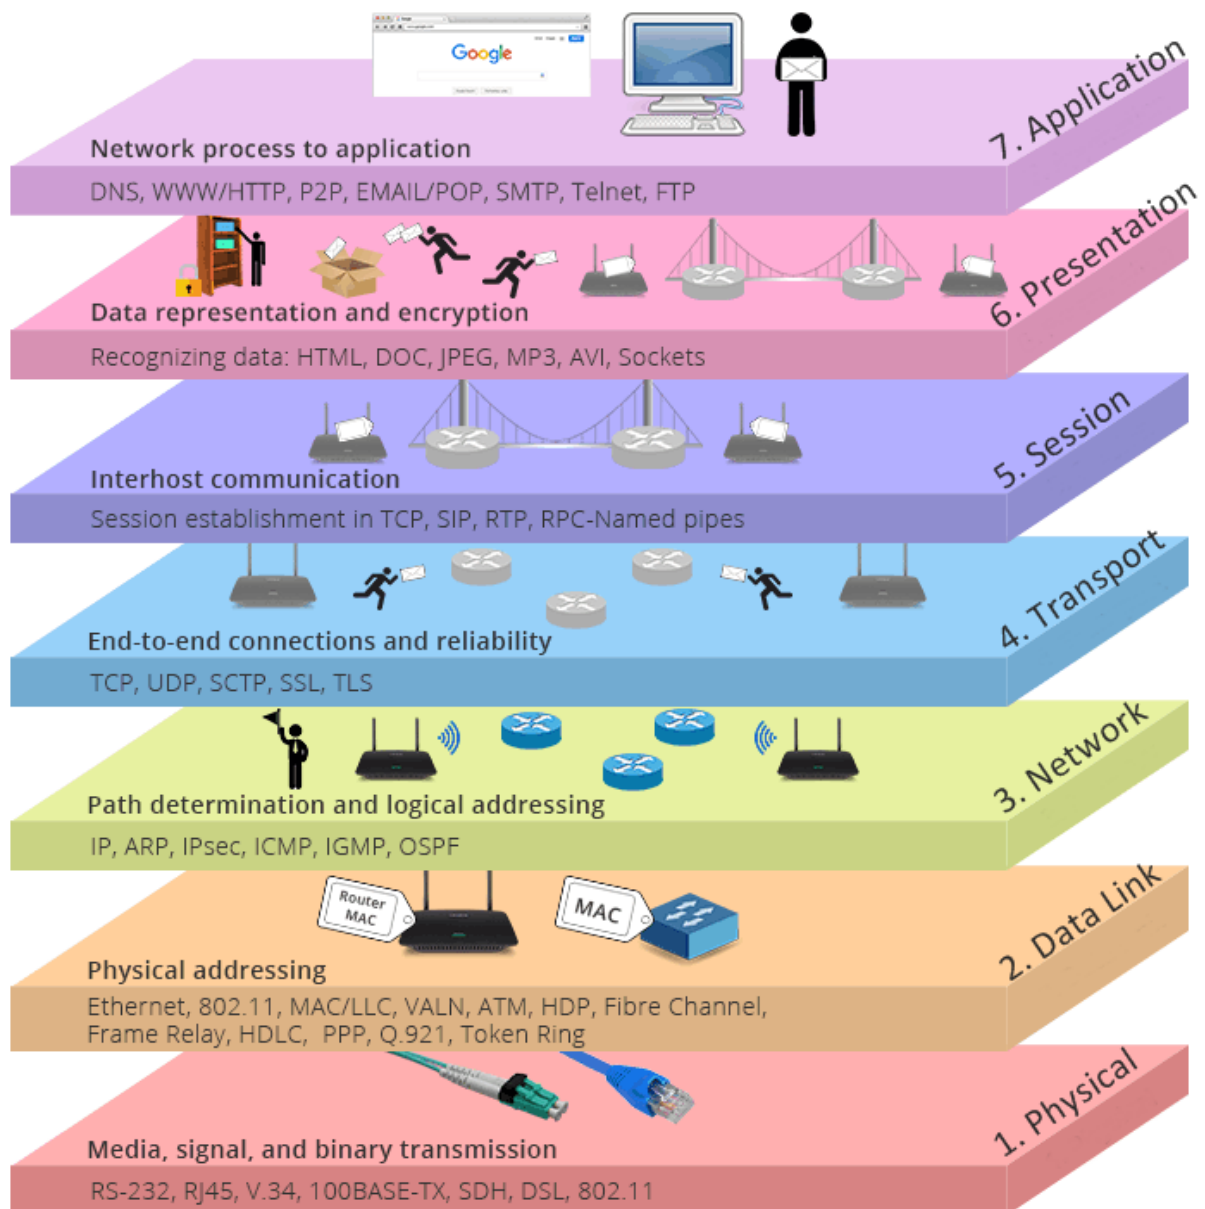 Google
7. Application
Network process to application
DNS, WWW/HTTP, P2P, EMAIL/POP, SMTP, Telnet, FTP
6. Presentation
Data representation and encryption
Recognizing data: HTML, DOC, JPEG, MP3, AVI, Sockets
5. Session
Interhost communication
Session establishment in TCP, SIP, RTP, RPC-Named pipes
4. Transport
End-to-end connections and reliability
TCP, UDP, SCTP, SSL, TLS
3. Network
Path determination and logical addressing
IP, ARP, IPsec, ICMP, IGMP, OSPF
2. Data Link
Router
MAC
MAC
Physical addressing
Ethernet, 802.11, MAC/LLC, VALN, ATM, HDP, Fibre Channel,
Frame Relay, HDLC, PPP, Q.921, Token Ring
1. Physical
Media, signal, and binary transmission
RS-232, RJ45, V.34, 100BASE-TX, SDH, DSL, 802.11